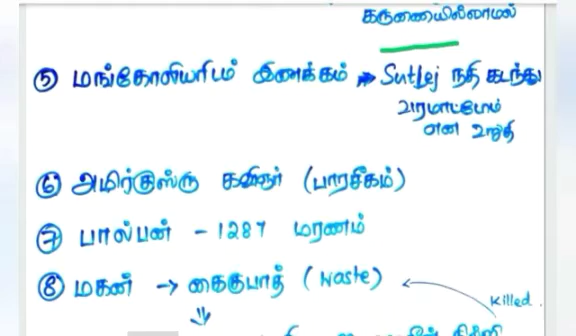 கருணையில்லாமல்
⑤ மங்கோலியரிடம் இணக்கம் → Sutlej நதி கடந்து
வரமாட்டோம்
என உறுதி
⑥ அமிர்குஸ்ரு கவிஞர் (பாரசீகம்)
⑦ பால்பன் - 1287 மரணம்
⑧ மகன் → கைகுபாத் (waste)
killed.